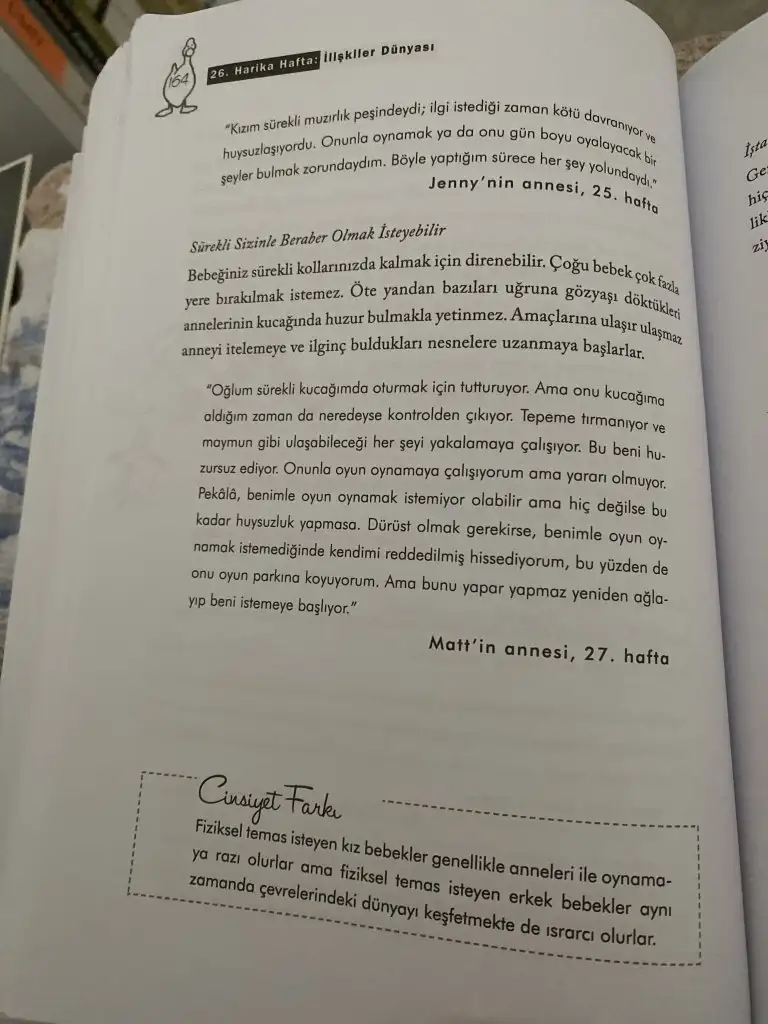 164
26. Harika Hafta: İlişkiler Dünyası
"Kızım sürekli muzırlık peşindeydi; ilgi istediği zaman kötü davranıyor ve
huysuzlaşıyordu. Onunla oynamak ya da onu gün boyu oyalayacak bir
şeyler bulmak zorundaydım. Böyle yaptığım sürece her şey yolundaydı."
Jenny'nin annesi, 25. hafta
Sürekli Sizinle Beraber Olmak İsteyebilir
Bebeğiniz sürekli kollarınızda kalmak için direnebilir. Çoğu bebek çok fazla
yere bırakılmak istemez. Öte yandan bazıları uğruna gözyaşı döktükleri
annelerinin kucağında huzur bulmakla yetinmez. Amaçlarına ulaşır ulaşmaz
anneyi itelemeye ve ilginç buldukları nesnelere uzanmaya başlarlar.
"Oğlum sürekli kucağımda oturmak için tutturuyor. Ama onu kucağıma
aldığım zaman da neredeyse kontrolden çıkıyor. Tepeme tırmanıyor ve
maymun gibi ulaşabileceği her şeyi yakalamaya çalışıyor. Bu beni hu-
zursuz ediyor. Onunla oyun oynamaya çalışıyorum ama yararı olmuyor.
Pekâlâ, benimle oyun oynamak istemiyor olabilir ama hiç değilse bu
kadar huysuzluk yapmasa. Dürüst olmak gerekirse, benimle oyun oy-
namak istemediğinde kendimi reddedilmiş hissediyorum, bu yüzden de
onu oyun parkına koyuyorum. Ama bunu yapar yapmaz yeniden ağla-
yıp beni istemeye başlıyor."
Matt'in annesi, 27. hafta
Cinsiyet Farkı
Fiziksel temas isteyen kız bebekler genellikle anneleri ile oynama-
ya razı olurlar ama fiziksel temas isteyen erkek bebekler aynı
zamanda çevrelerindeki dünyayı keşfetmekte de ısrarcı olurlar.